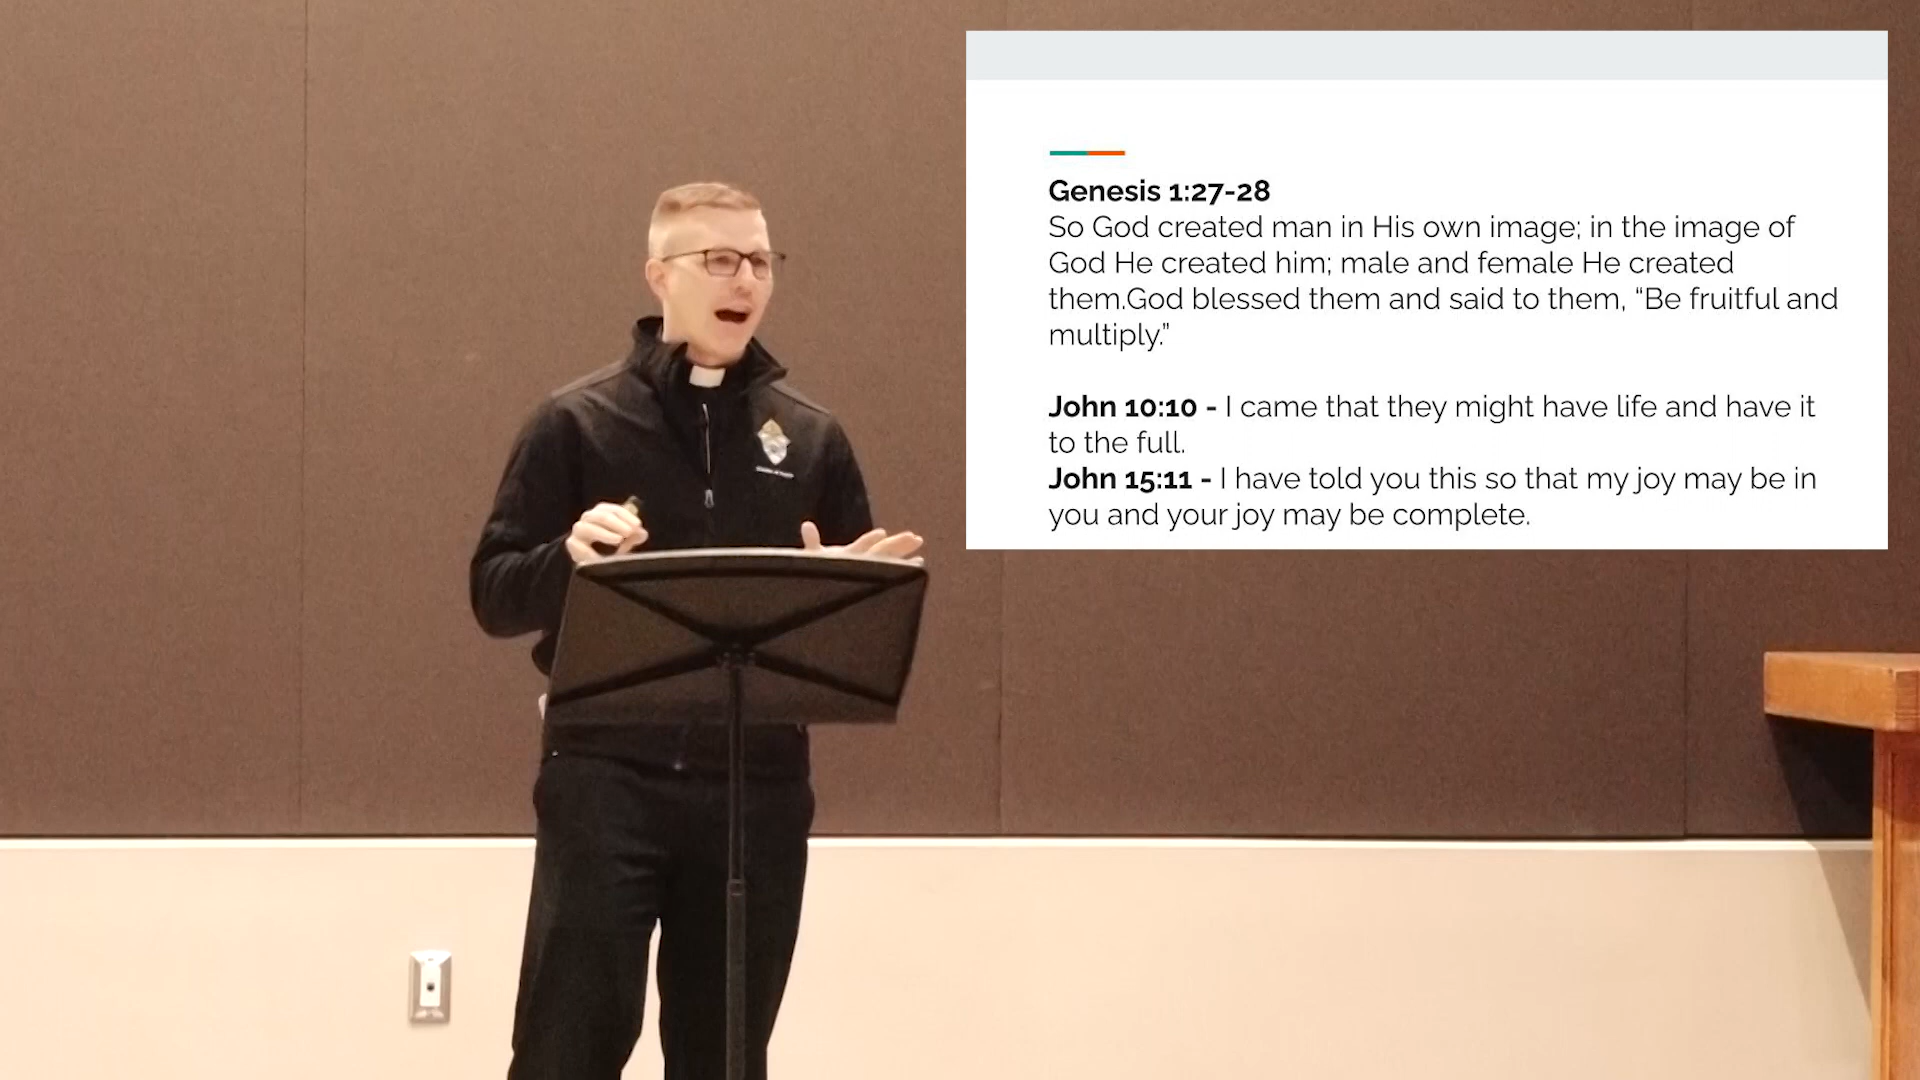 Genesis 1:27-28
So God created man in His own image; in the image of
God He created him; male and female He created
them.God blessed them and said to them, “Be fruitful and
multiply.”
John 10:10 - I came that they might have life and have it
to the full.
John 15:11 - I have told you this so that my joy may be in
you and your joy may be complete.